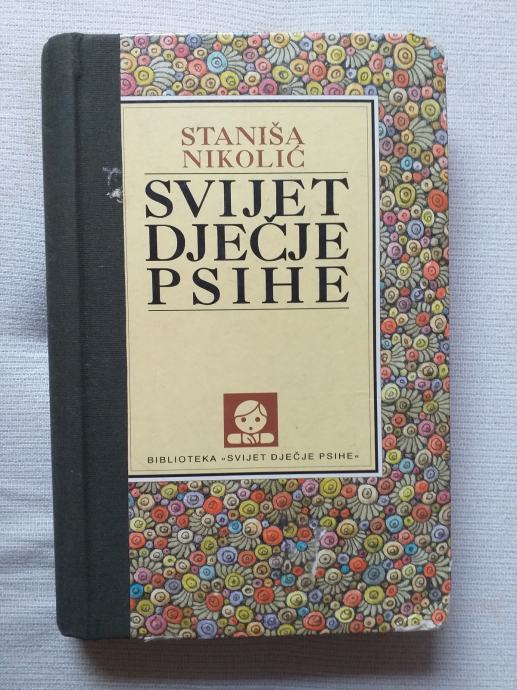 STANIŠA
NIKOLIĆ
SVIJET
DJEČJE
PSIHE
BIBLIOTEKA »SVIJET DJEČJE PSIHE«